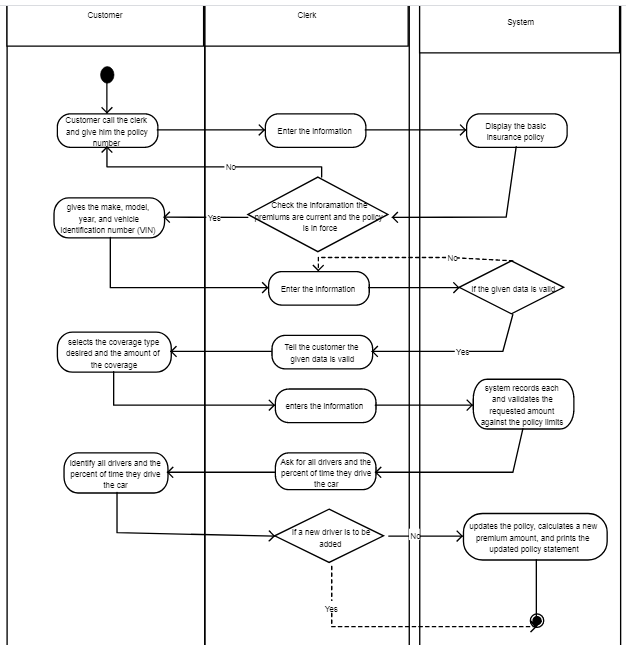 Customer
Clerk
System
Customer call the clerk
and give him the policy
number
Enter the information
Display the basic
insurance policy
No
Check the inforamation the
premiums are current and the policy
is in force
Yes
gives the make, model,
year, and vehicle
identification number (VIN)
Enter the information
No
if the given data is valid
Yes
Tell the customer the
given data is valid
selects the coverage type
desired and the amount of
the coverage
enters the information
system records each
and validates the
requested amount
against the policy limits
Ask for all drivers and the
percent of time they drive
the car
Identify all drivers and the
percent of time they drive
the car
if a new driver is to be
added
No
updates the policy, calculates a new
premium amount, and prints the
updated policy statement
Yes